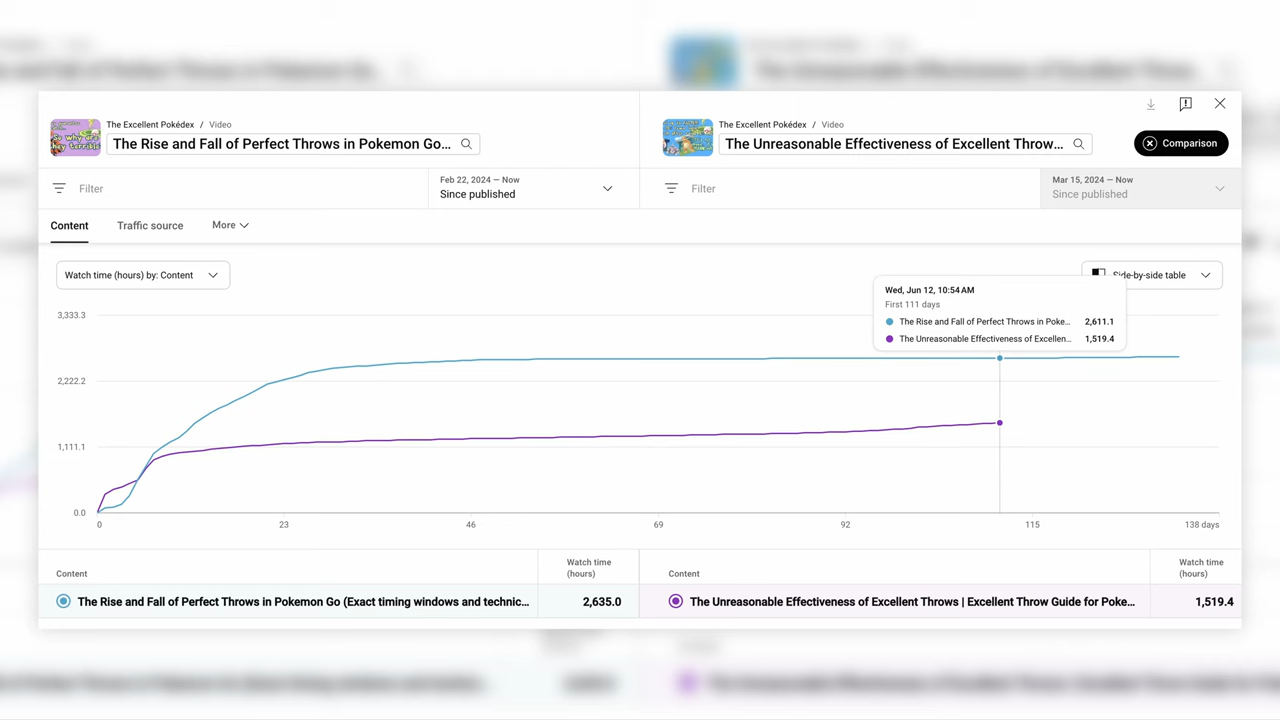 The Excellent Pokédex / Video
The Rise and Fall of Perfect Throws in Pokemon Go...
The Excellent Pokédex / Video
The Unreasonable Effectiveness of Excellent Throw...
Comparison
Filter
Feb 22, 2024 — Now
Since published
Filter
Mar 15, 2024 — Now
Since published
Content
Traffic source
More
Watch time (hours) by: Content
Side-by-side table
Wed, Jun 12, 10:54 AM
First 111 days
The Rise and Fall of Perfect Throws in Poke... 2,611.1
The Unreasonable Effectiveness of Excellen... 1,519.4
3,333.3
2,222.2
1,111.1
0.0
0 23 46 69 92 115 138 days
Content
Watch time (hours)
Content
Watch time (hours)
The Rise and Fall of Perfect Throws in Pokemon Go (Exact timing windows and technic... 2,635.0
The Unreasonable Effectiveness of Excellent Throws | Excellent Throw Guide for Poke... 1,519.4